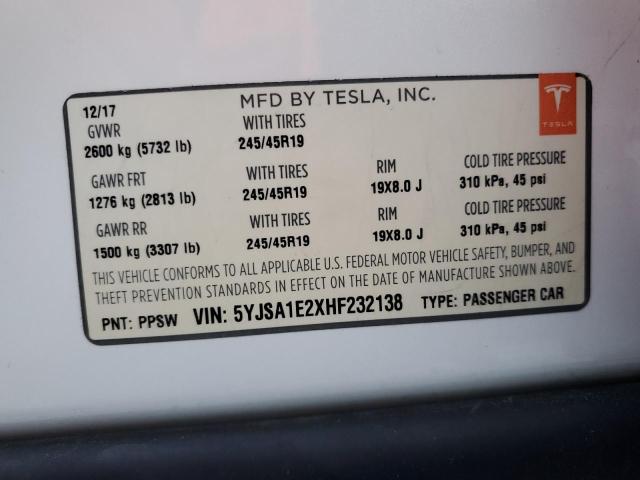 MFD BY TESLA, INC.
TESLA
12/17
GVWR WITH TIRES
2600 kg (5732 lb) 245/45R19
GAWR FRT WITH TIRES RIM COLD TIRE PRESSURE
1276 kg (2813 lb) 245/45R19 19X8.0 J 310 kPa, 45 psi
GAWR RR WITH TIRES RIM COLD TIRE PRESSURE
1500 kg (3307 lb) 245/45R19 19X8.0 J 310 kPa, 45 psi
THIS VEHICLE CONFORMS TO ALL APPLICABLE U.S. FEDERAL MOTOR VEHICLE SAFETY, BUMPER, AND
THEFT PREVENTION STANDARDS IN EFFECT ON THE DATE OF MANUFACTURE SHOWN ABOVE.
PNT: PPSW VIN: 5YJSA1E2XHF232138 TYPE: PASSENGER CAR